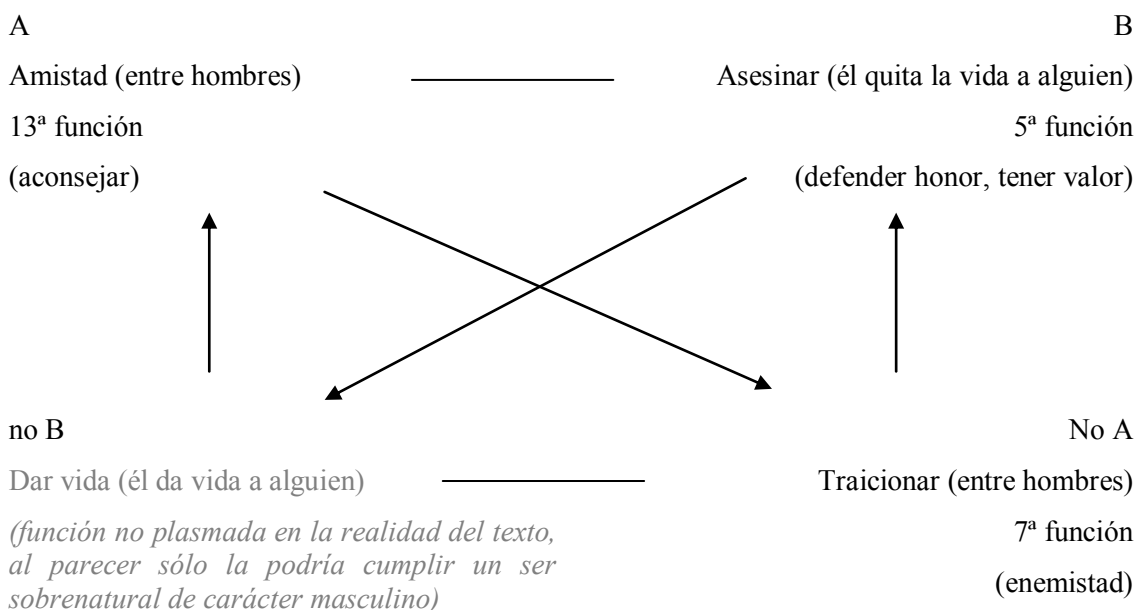 A
B
Amistad (entre hombres)
Asesinar (él quita la vida a alguien)
13ª función
5ª función
(aconsejar)
(defender honor, tener valor)
no B
No A
Dar vida (él da vida a alguien)
Traicionar (entre hombres)
(función no plasmada en la realidad del texto,
al parecer sólo la podría cumplir un ser
sobrenatural de carácter masculino)
7ª función
(enemistad)